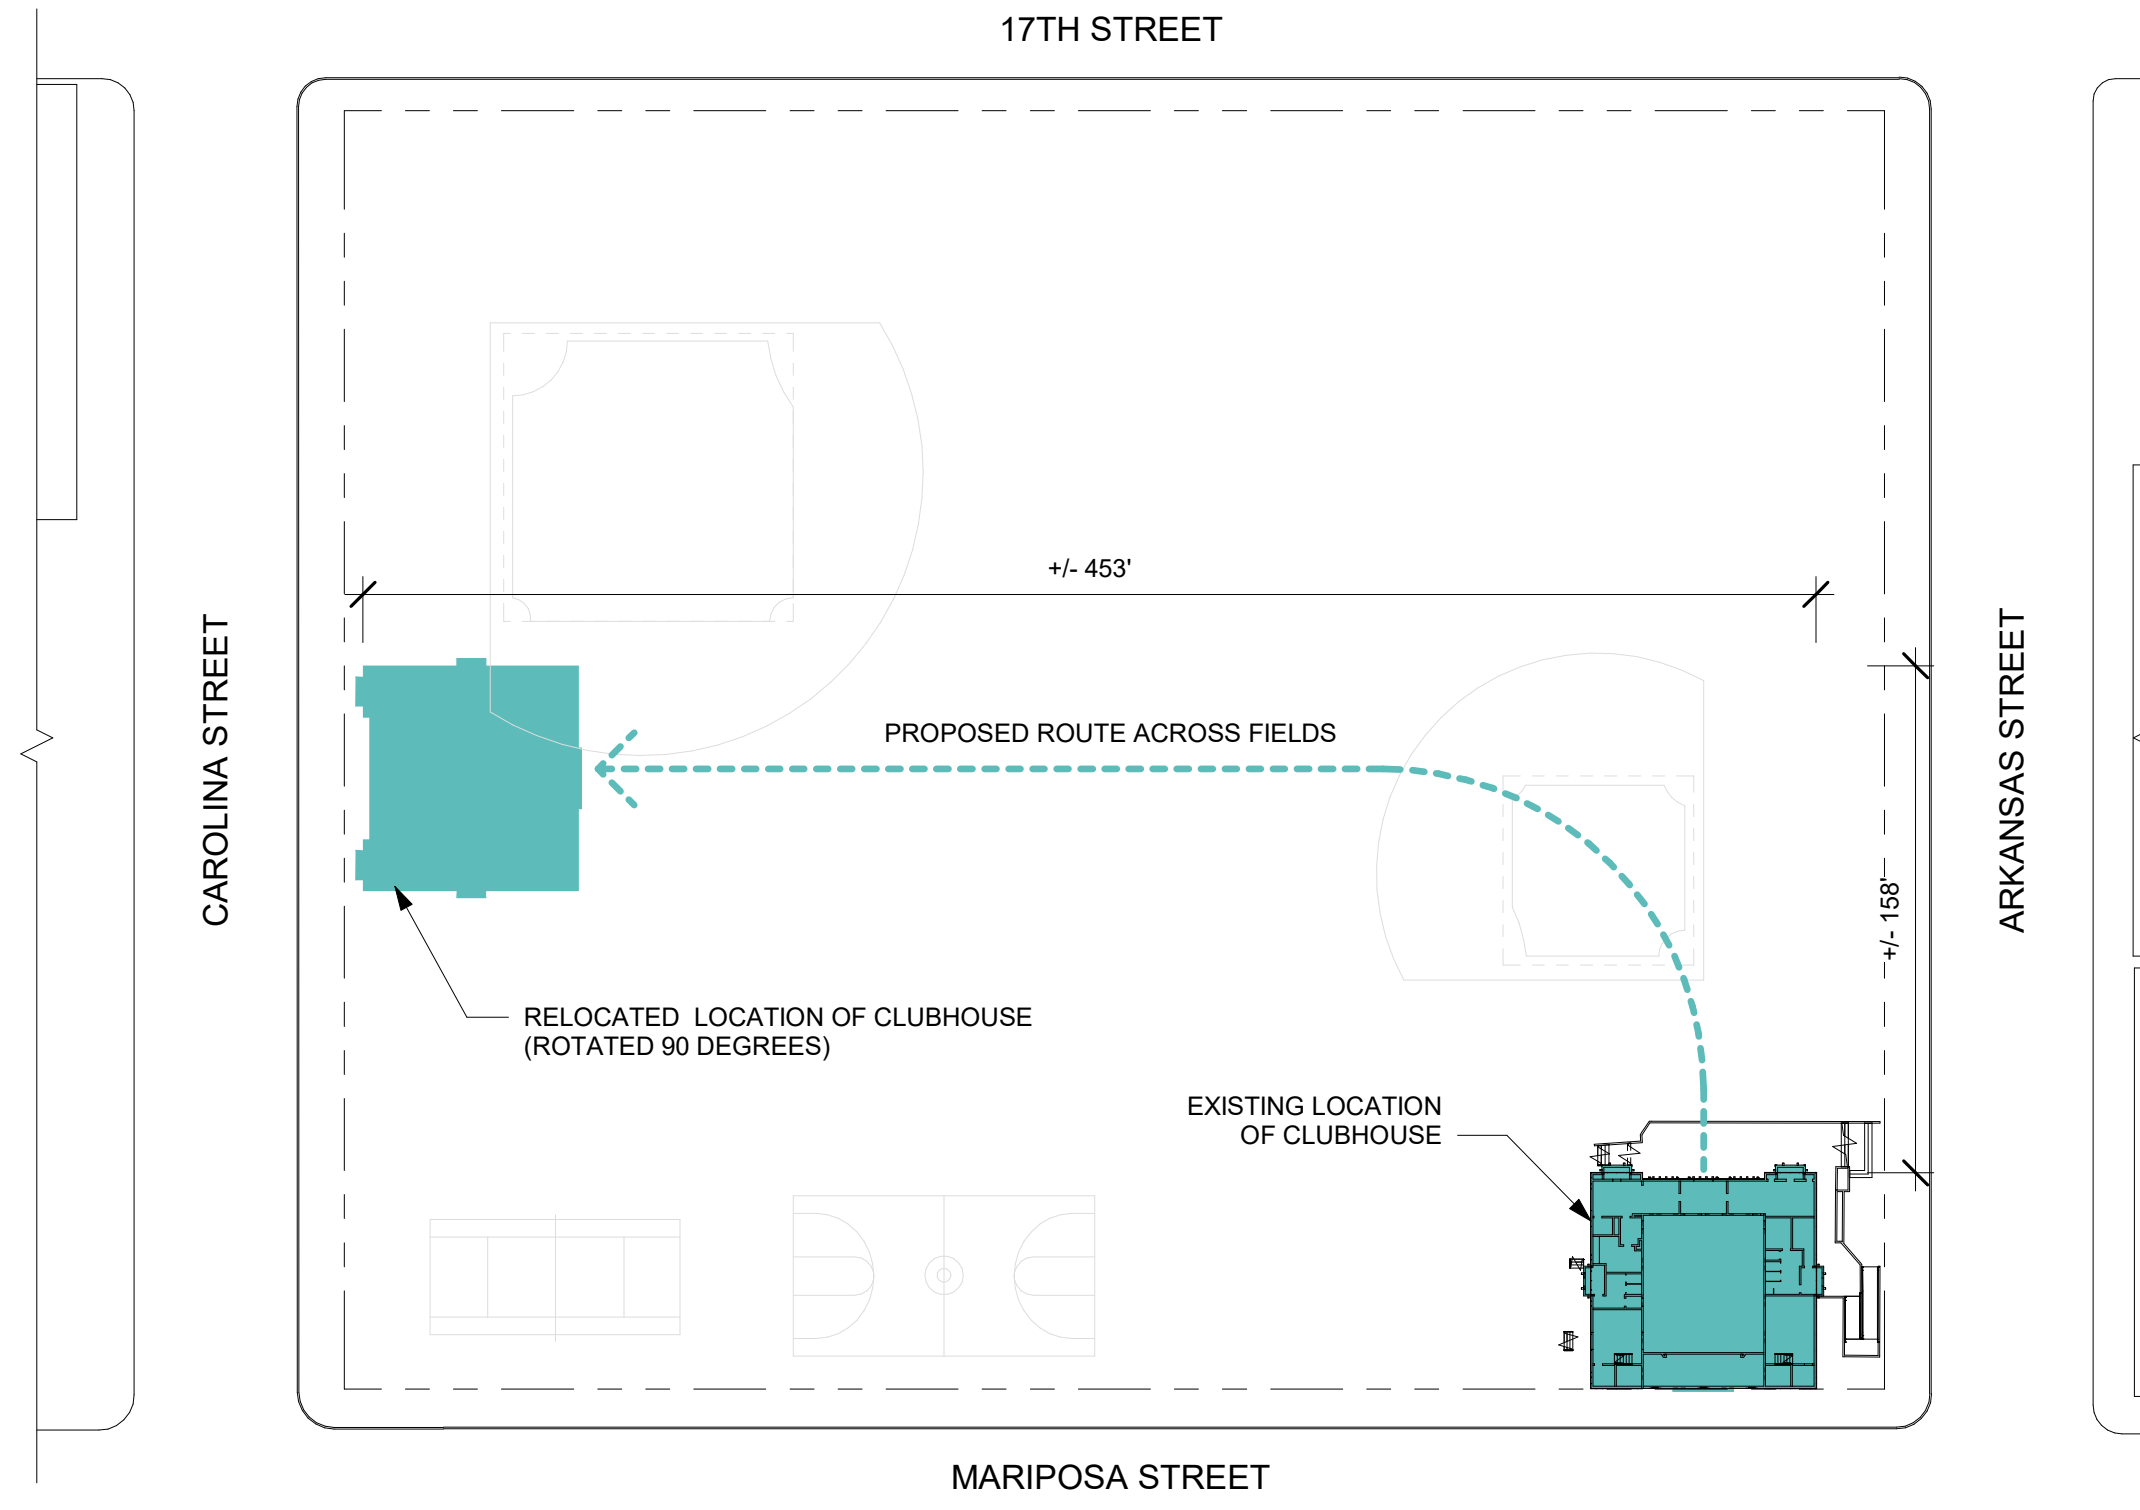 17TH STREET
+/- 453'
CAROLINA STREET
ARKANSAS STREET
PROPOSED ROUTE ACROSS FIELDS
+/- 158'
RELOCATED LOCATION OF CLUBHOUSE
(ROTATED 90 DEGREES)
EXISTING LOCATION
OF CLUBHOUSE
MARIPOSA STREET